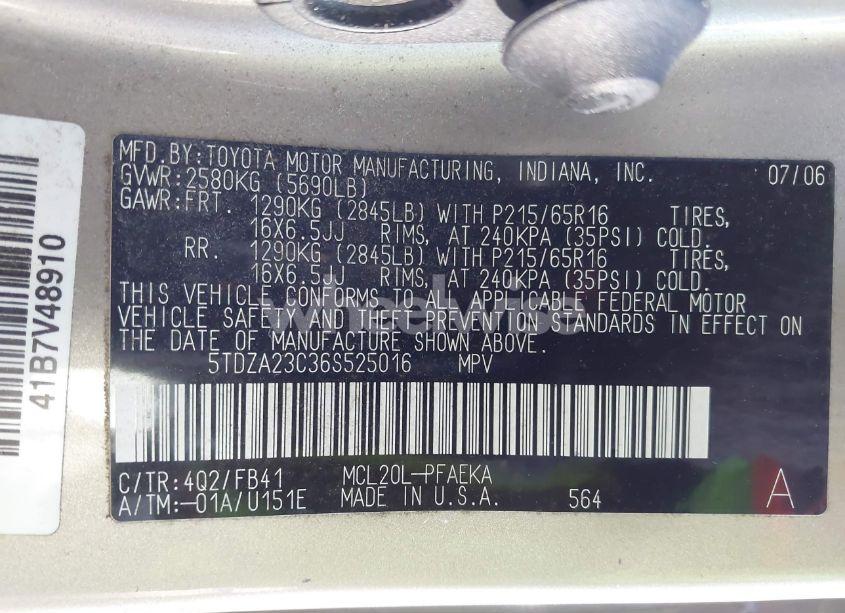 MFD.BY:TOYOTA MOTOR MANUFACTURING, INDIANA, INC. 07/06
GVWR:2580KG (5690LB)
GAWR:FRT. 1290KG (2845LB) WITH P215/65R16 TIRES,
16X6.5JJ RIMS, AT 240KPA (35PSI) COLD.
RR. 1290KG (2845LB) WITH P215/65R16 TIRES,
16X6.5JJ RIMS, AT 240KPA (35PSI) COLD.
THIS VEHICLE CONFORMS TO ALL APPLICABLE FEDERAL MOTOR
VEHICLE SAFETY AND THEFT PREVENTION STANDARDS IN EFFECT ON
THE DATE OF MANUFACTURE SHOWN ABOVE.
5TDZA23C36S525016 MPV
C/TR:4Q2/FB41 MCL20L-PFAEKA
A/TM:-01A/U151E MADE IN U.S.A. 564 A
41B7V48910
wheelwise